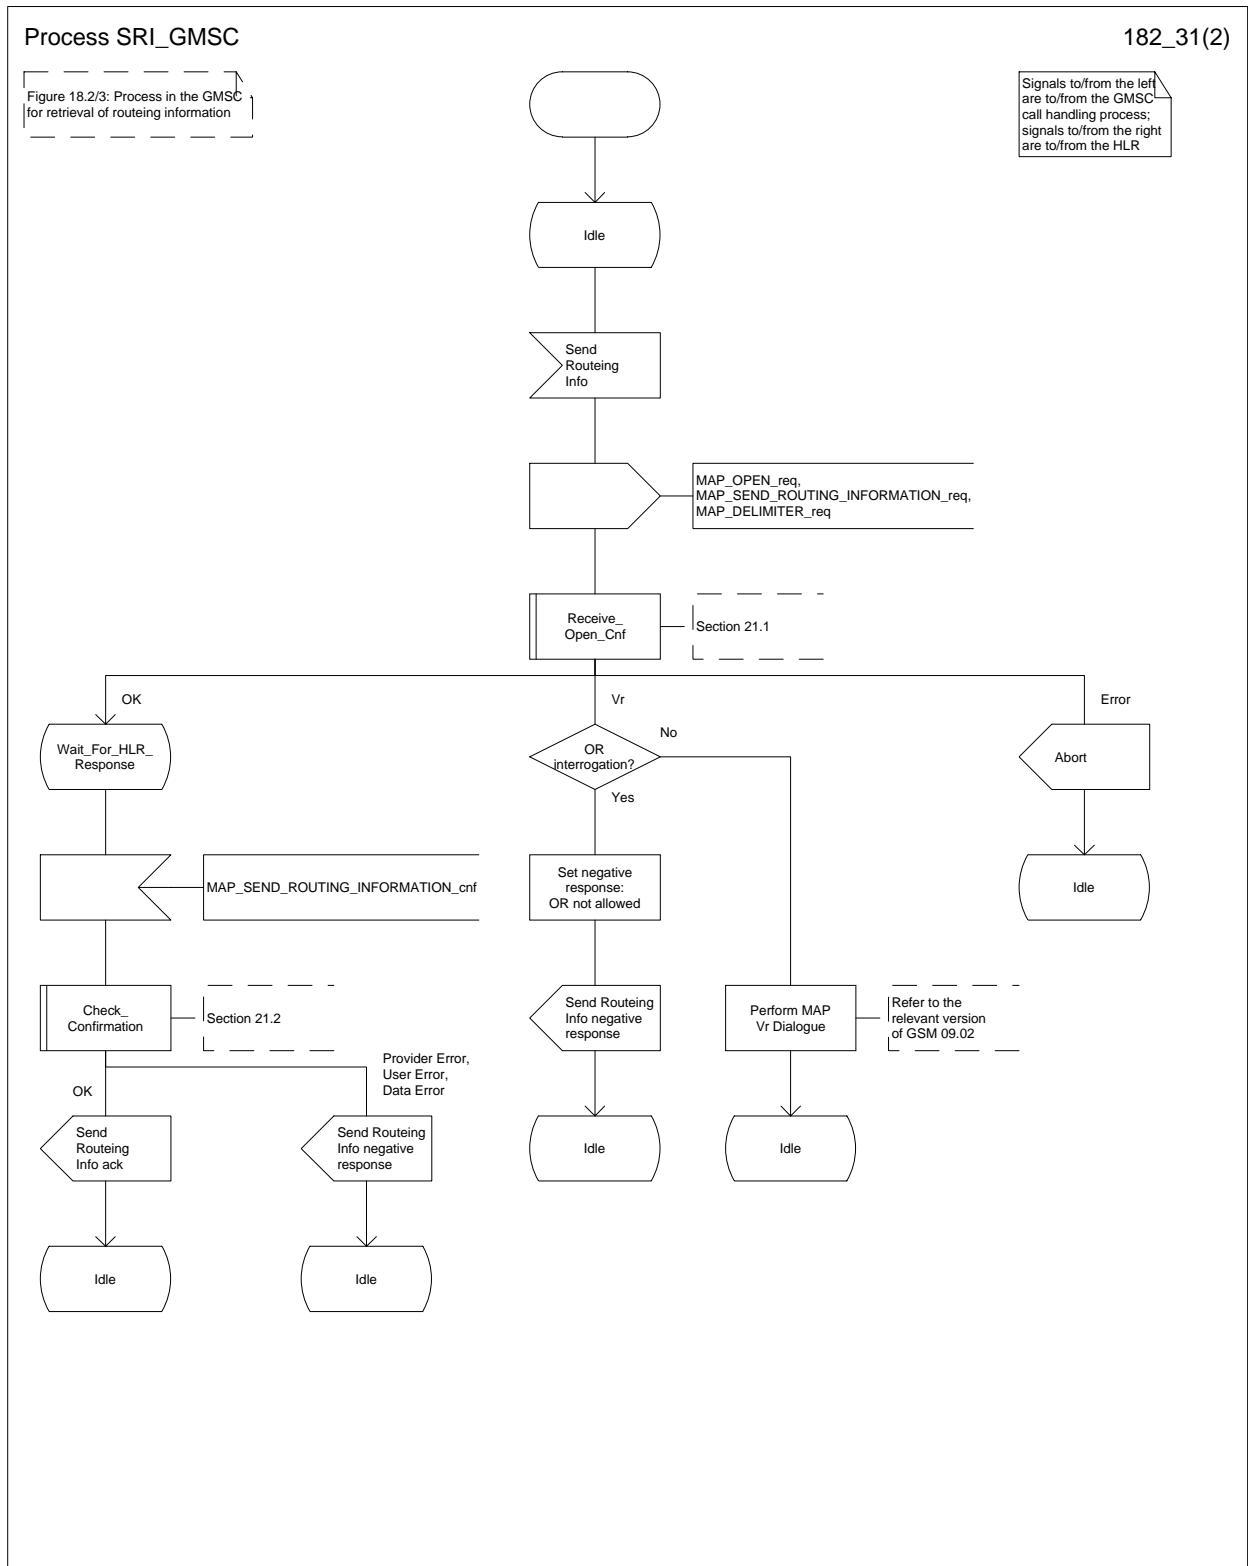 Process SRI_GMSC
182_31(2)
Figure 18.2/3: Process in the GMSC
for retrieval of routeing information
Signals to/from the left
are to/from the GMSC
call handling process;
signals to/from the right
are to/from the HLR
Idle
Send
Routeing
Info
MAP_OPEN_req,
MAP_SEND_ROUTING_INFORMATION_req,
MAP_DELIMITER_req
Receive_
Open_Cnf
Section 21.1
OK
Vr
Error
Wait_For_HLR_
Response
OR
interrogation?
No
Yes
Abort
MAP_SEND_ROUTING_INFORMATION_cnf
Set negative
response:
OR not allowed
Idle
Check_
Confirmation
Section 21.2
Send Routeing
Info negative
response
Perform MAP
Vr Dialogue
Refer to the
relevant version
of GSM 09.02
OK
Provider Error,
User Error,
Data Error
Send
Routeing
Info ack
Send Routeing
Info negative
response
Idle
Idle
Idle
Idle